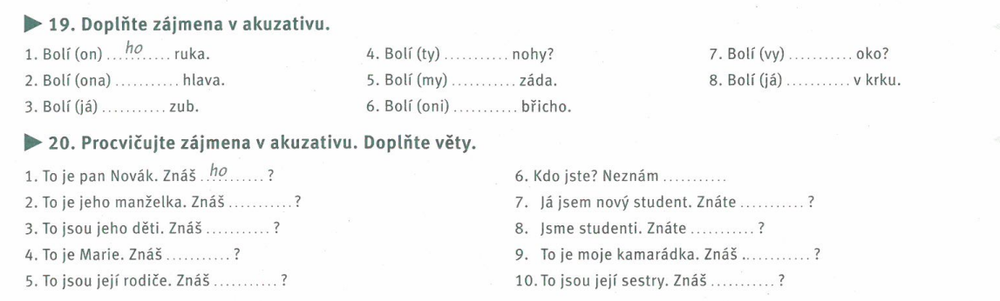 ▶ 19. Doplňte zájmena v akuzativu.
1. Bolí (on) ...ho...... ruka.
2. Bolí (ona) ........... hlava.
3. Bolí (já) ........... zub.
4. Bolí (ty) ........... nohy?
5. Bolí (my) ........... záda.
6. Bolí (oni) ........... břicho.
7. Bolí (vy) ........... oko?
8. Bolí (já) ........... v krku.
▶ 20. Procvičujte zájmena v akuzativu. Doplňte věty.
1. To je pan Novák. Znáš ..ho....... ?
2. To je jeho manželka. Znáš ...........?
3. To jsou jeho děti. Znáš ...........?
4. To je Marie. Znáš ...........?
5. To jsou její rodiče. Znáš ...........?
6. Kdo jste? Neznám ...........
7. Já jsem nový student. Znáte ...........?
8. Jsme studenti. Znáte ...........?
9. To je moje kamarádka. Znáš ............?
10. To jsou její sestry. Znáš ...........?